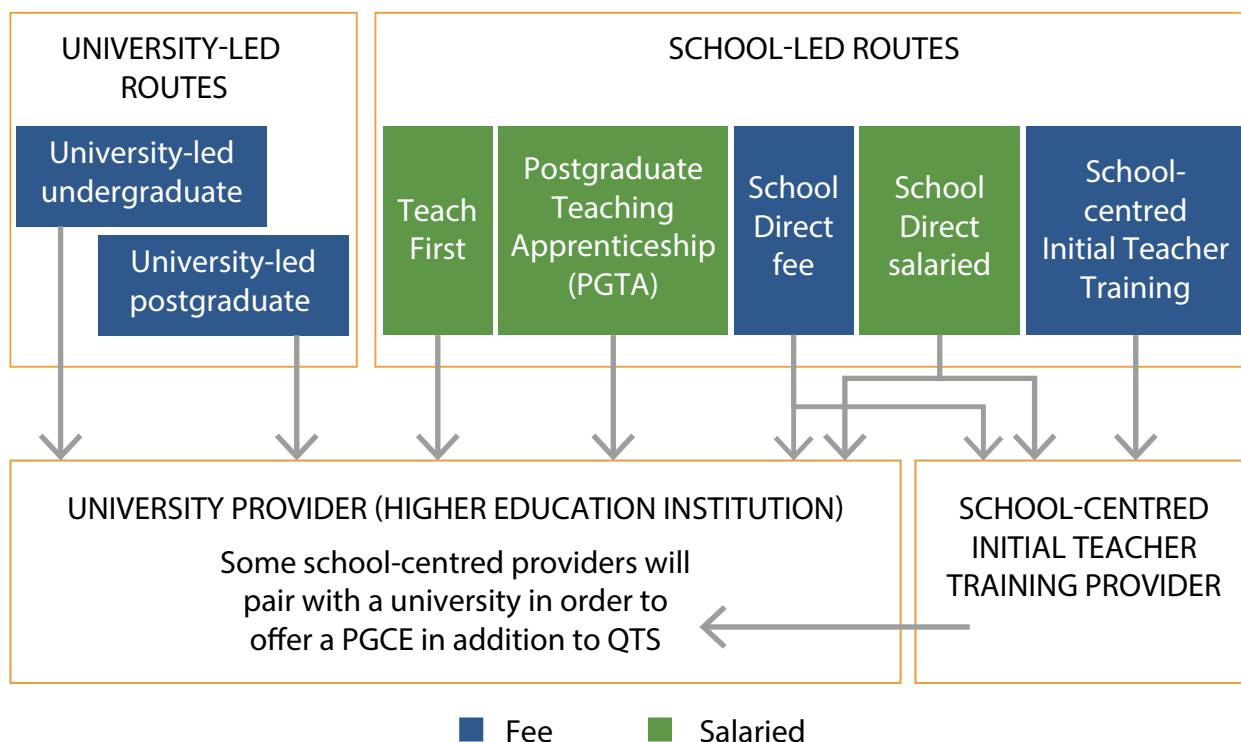 UNIVERSITY-LED
ROUTES
University-led
undergraduate
University-led
postgraduate
SCHOOL-LED ROUTES
Teach
First
Postgraduate
Teaching
Apprenticeship
(PGTA)
School
Direct
fee
School
Direct
salaried
School-
centred
Initial Teacher
Training
UNIVERSITY PROVIDER (HIGHER EDUCATION INSTITUTION)
Some school-centred providers will
pair with a university in order to
offer a PGCE in addition to QTS
SCHOOL-CENTRED
INITIAL TEACHER
TRAINING PROVIDER
Fee
Salaried